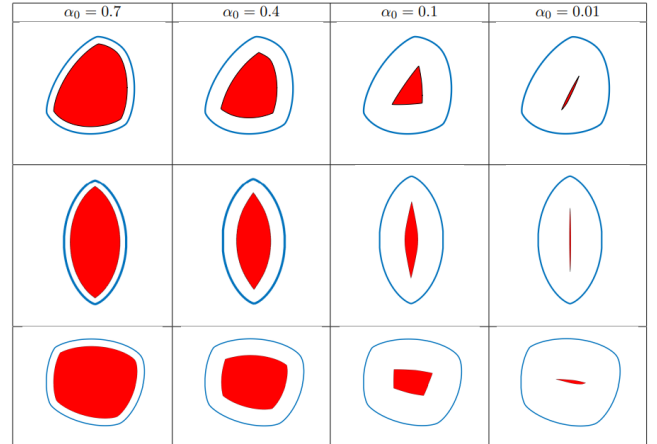 α₀ = 0.7 α₀ = 0.4 α₀ = 0.1 α₀ = 0.01